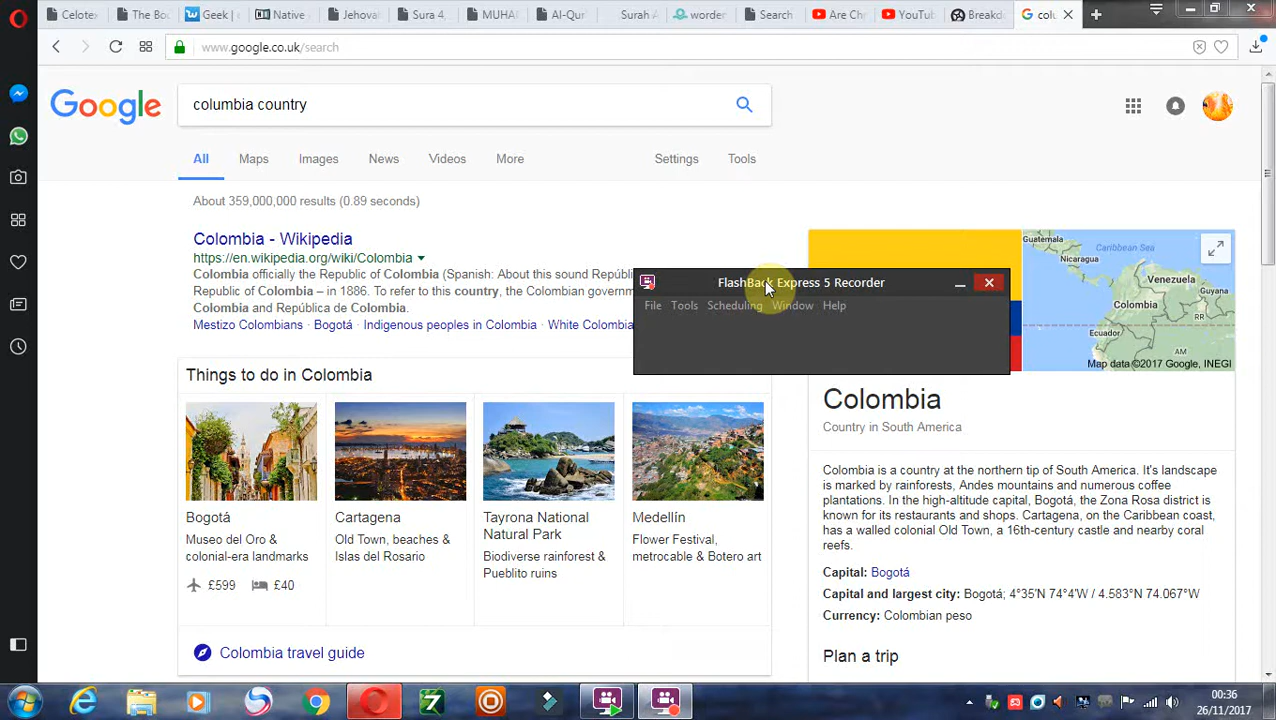 Celotex
The Boo
Geek |
Native
Jehova
Sura 4,
MUHA
Al-Qur'
Surah A
worde
Search
Are Ch
YouTu
Breakd
colu
www.google.co.uk/search
Google
columbia country
All
Maps
Images
News
Videos
More
Settings
Tools
About 359,000,000 results (0.89 seconds)
Colombia - Wikipedia
https://en.wikipedia.org/wiki/Colombia
Colombia officially the Republic of Colombia (Spanish: About this sound Repúbl
Republic of Colombia – in 1886. To refer to this country, the Colombian governm
Mestizo Colombians · Bogotá · Indigenous peoples in Colombia · White Colombia
FlashBack Express 5 Recorder
File Tools Scheduling Window Help
Guatemala
Caribbean Sea
Nicaragua
Venezuela
Guyana
Colombia
RR
Ecuador
AM
Map data ©2017 Google, INEGI
Things to do in Colombia
Bogotá
Museo del Oro &
colonial-era landmarks
£599 £40
Cartagena
Old Town, beaches &
Islas del Rosario
Tayrona National
Natural Park
Biodiverse rainforest &
Pueblito ruins
Medellín
Flower Festival,
metrocable & Botero art
Colombia travel guide
Colombia
Country in South America
Colombia is a country at the northern tip of South America. It's landscape
is marked by rainforests, Andes mountains and numerous coffee
plantations. In the high-altitude capital, Bogotá, the Zona Rosa district is
known for its restaurants and shops. Cartagena, on the Caribbean coast,
has a walled colonial Old Town, a 16th-century castle and nearby coral
reefs.
Capital: Bogotá
Capital and largest city: Bogotá; 4°35′N 74°4′W / 4.583°N 74.067°W
Currency: Colombian peso
Plan a trip
00:36
26/11/2017